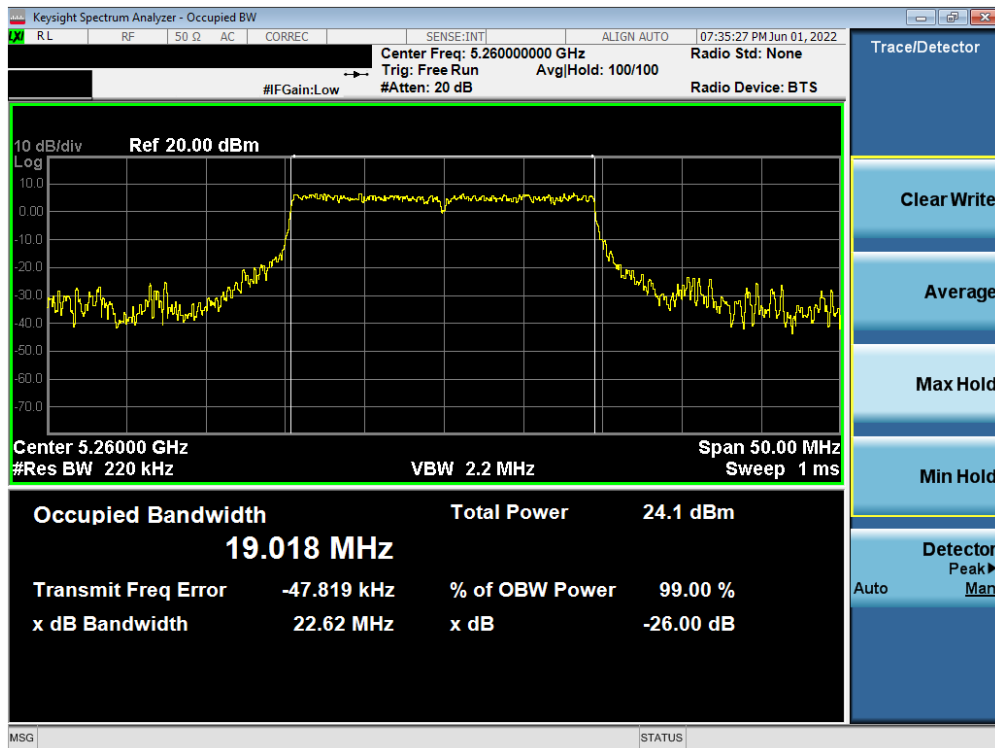 Keysight Spectrum Analyzer - Occupied BW
LXI RL RF 50 Ω AC CORREC SENSE:INT ALIGN AUTO 07:35:27 PM Jun 01, 2022
Center Freq: 5.260000000 GHz Radio Std: None
Trig: Free Run Avg|Hold: 100/100
#IFGain:Low #Atten: 20 dB Radio Device: BTS
10 dB/div Ref 20.00 dBm
Log
10.0
0.00
-10.0
-20.0
-30.0
-40.0
-50.0
-60.0
-70.0
Center 5.26000 GHz Span 50.00 MHz
#Res BW 220 kHz VBW 2.2 MHz Sweep 1 ms
Occupied Bandwidth Total Power 24.1 dBm
19.018 MHz
Transmit Freq Error -47.819 kHz % of OBW Power 99.00 %
x dB Bandwidth 22.62 MHz x dB -26.00 dB
MSG STATUS
Trace/Detector
Clear Write
Average
Max Hold
Min Hold
Detector
Peak▶
Auto Man